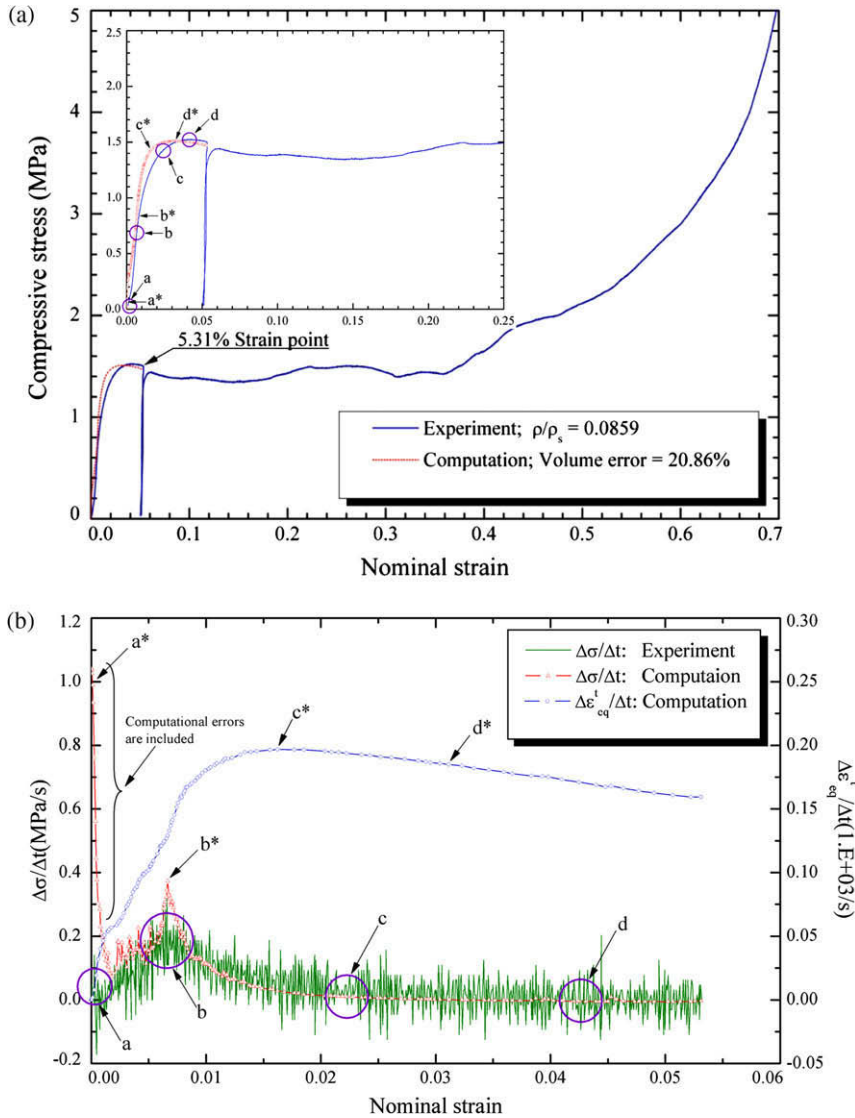 (a)
5
4
3
2
1
0
Compressive stress (MPa)
2.5
2.0
1.5
1.0
0.5
0.0
c*
d*
d
c
b*
b
a
a*
0.00
0.05
0.10
0.15
0.20
0.25
5.31% Strain point
Experiment; ρ/ρs = 0.0859
Computation; Volume error = 20.86%
0.0
0.1
0.2
0.3
0.4
0.5
0.6
0.7
Nominal strain
(b)
1.2
1.0
0.8
0.6
0.4
0.2
0.0
-0.2
Δσ/Δt(MPa/s)
a*
Computational errors
are included
c*
d*
b*
a
b
c
d
Δσ/Δt: Experiment
Δσ/Δt: Computaion
Δε^t_eq/Δt: Computation
0.30
0.25
0.20
0.15
0.10
0.05
0.00
-0.05
Δε^t_eq/Δt(1.E+03/s)
0.00
0.01
0.02
0.03
0.04
0.05
0.06
Nominal strain